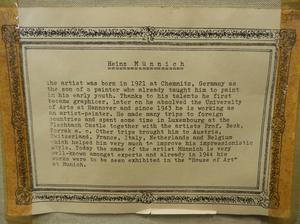 Heinz Münnich
The artist was born in 1921 at Chemnitz, Germany as
the son of a painter who already taught him to paint
in his early youth. Thanks to his talents he first
became graphicer, later on he absolved the University
of Arts at Hannover and since 1943 he is working as
an artist-painter. He made many trips to foreign
countries and spent some time in Luxembourg at the
Castle together with the artists Prof. Beck,
a. o. Other trips brought him to Austria,
Switzerland, France, Italy, Netherlands and Belgium
which helped him very much to improve his impressionistic
style. Today the name of the artist Münnich is very
well-known amongst experts and already in 1944 his
works were to be seen exhibited in the "House of Art"
at Munich.